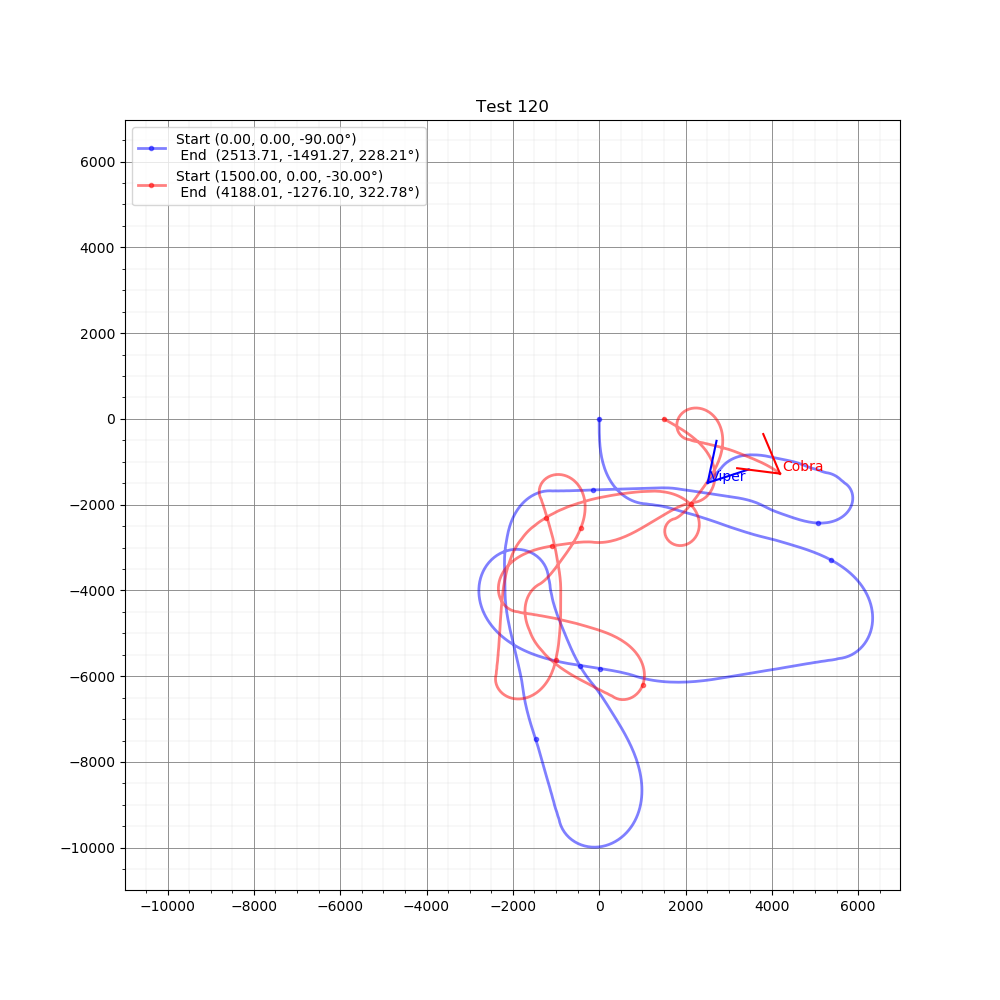 Test 120
Start (0.00, 0.00, -90.00°)
End (2513.71, -1491.27, 228.21°)
Start (1500.00, 0.00, -30.00°)
End (4188.01, -1276.10, 322.78°)
6000
4000
2000
0
−2000
−4000
−6000
−8000
−10000
Cobra
Viper
−10000 −8000 −6000 −4000 −2000 0 2000 4000 6000